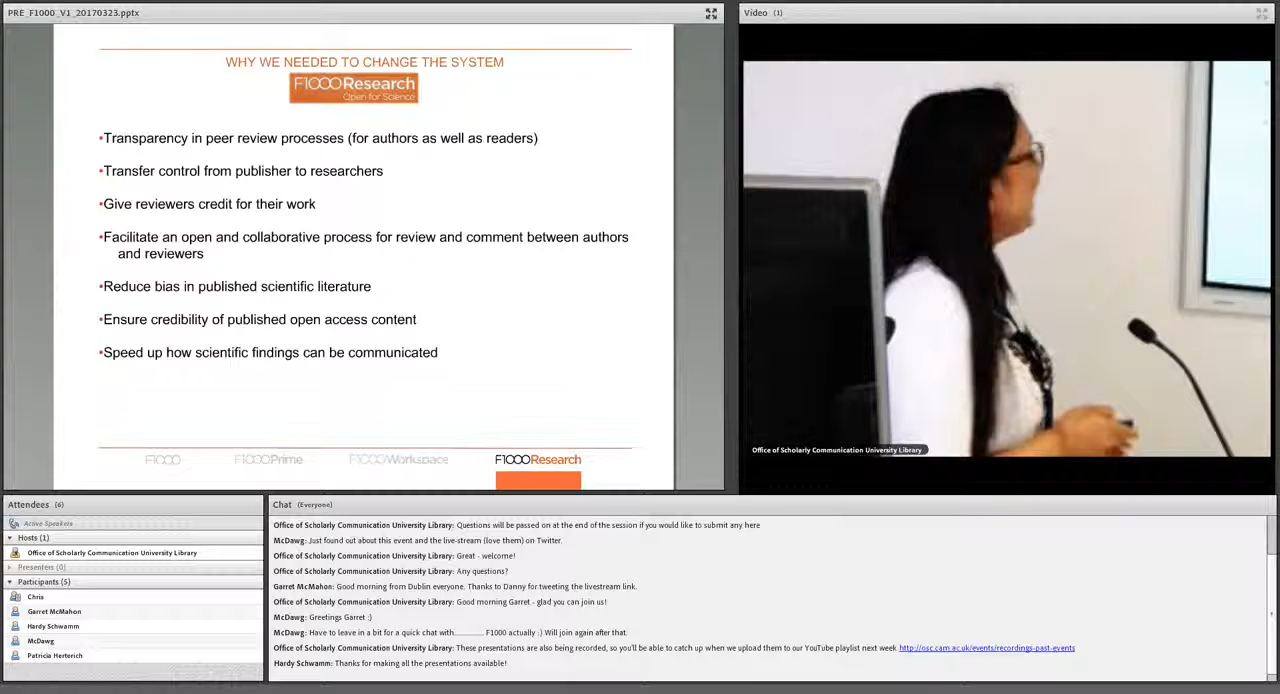 PRE_F1000_V1_20170323.pptx
WHY WE NEEDED TO CHANGE THE SYSTEM
F1000Research
Open for Science
•Transparency in peer review processes (for authors as well as readers)
•Transfer control from publisher to researchers
•Give reviewers credit for their work
•Facilitate an open and collaborative process for review and comment between authors
and reviewers
•Reduce bias in published scientific literature
•Ensure credibility of published open access content
•Speed up how scientific findings can be communicated
F1000 F1000Prime F1000Workspace F1000Research
Video (1)
Office of Scholarly Communication University Library
Attendees (6)
Active Speakers
Hosts (1)
Office of Scholarly Communication University Library
Presenters (0)
Participants (5)
Chris
Garret McMahon
Hardy Schwamm
McDawg
Patricia Herterich
Chat (Everyone)
Office of Scholarly Communication University Library: Questions will be passed on at the end of the session if you would like to submit any here
McDawg: Just found out about this event and the live-stream (love them) on Twitter.
Office of Scholarly Communication University Library: Great - welcome!
Office of Scholarly Communication University Library: Any questions?
Garret McMahon: Good morning from Dublin everyone. Thanks to Danny for tweeting the livestream link.
Office of Scholarly Communication University Library: Good morning Garret - glad you can join us!
McDawg: Greetings Garret :)
McDawg: Have to leave in a bit for a quick chat with............... F1000 actually :) Will join again after that.
Office of Scholarly Communication University Library: These presentations are also being recorded, so you'll be able to catch up when we upload them to our YouTube playlist next week http://osc.cam.ac.uk/events/recordings-past-events
Hardy Schwamm: Thanks for making all the presentations available!